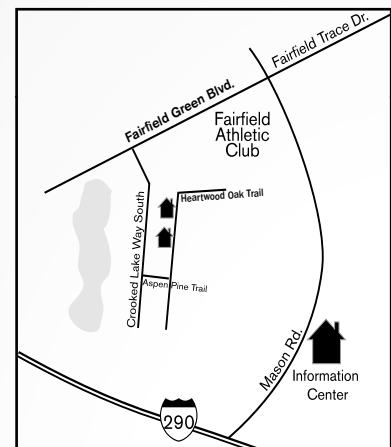 Fairfield Trace Dr.
Fairfield Green Blvd.
Fairfield
Athletic
Club
Heartwood Oak Trail
Crooked Lake Way South
Aspen Pine Trail
Mason Rd.
Information
Center
290